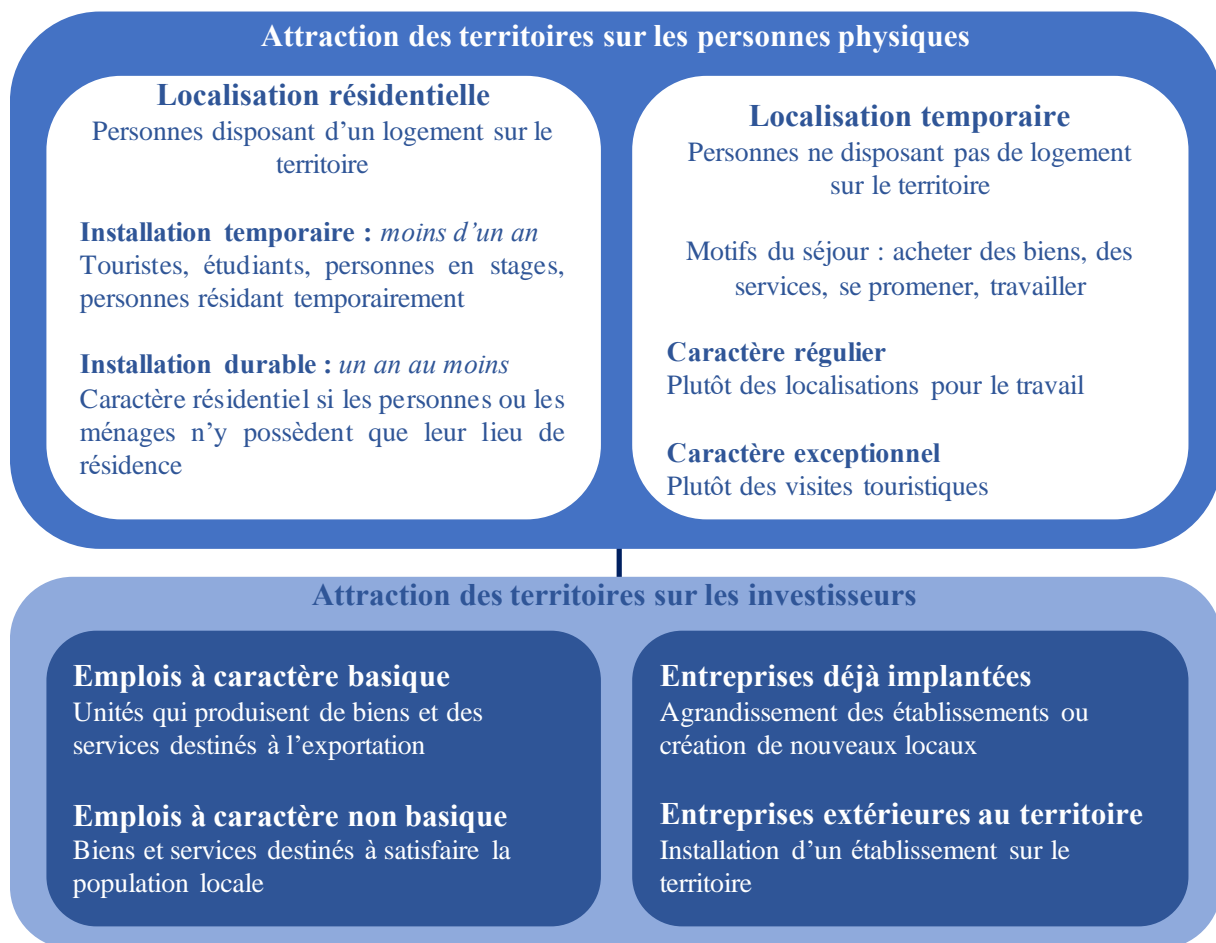 Attraction des territoires sur les personnes physiques
Localisation résidentielle
Personnes disposant d'un logement sur le
territoire
Installation temporaire : moins d'un an
Touristes, étudiants, personnes en stages,
personnes résidant temporairement
Installation durable : un an au moins
Caractère résidentiel si les personnes ou les
ménages n'y possèdent que leur lieu de
résidence
Localisation temporaire
Personnes ne disposant pas de logement
sur le territoire
Motifs du séjour : acheter des biens, des
services, se promener, travailler
Caractère régulier
Plutôt des localisations pour le travail
Caractère exceptionnel
Plutôt des visites touristiques
Attraction des territoires sur les investisseurs
Emplois à caractère basique
Unités qui produisent de biens et des
services destinés à l'exportation
Emplois à caractère non basique
Biens et services destinés à satisfaire la
population locale
Entreprises déjà implantées
Agrandissement des établissements ou
création de nouveaux locaux
Entreprises extérieures au territoire
Installation d'un établissement sur le
territoire